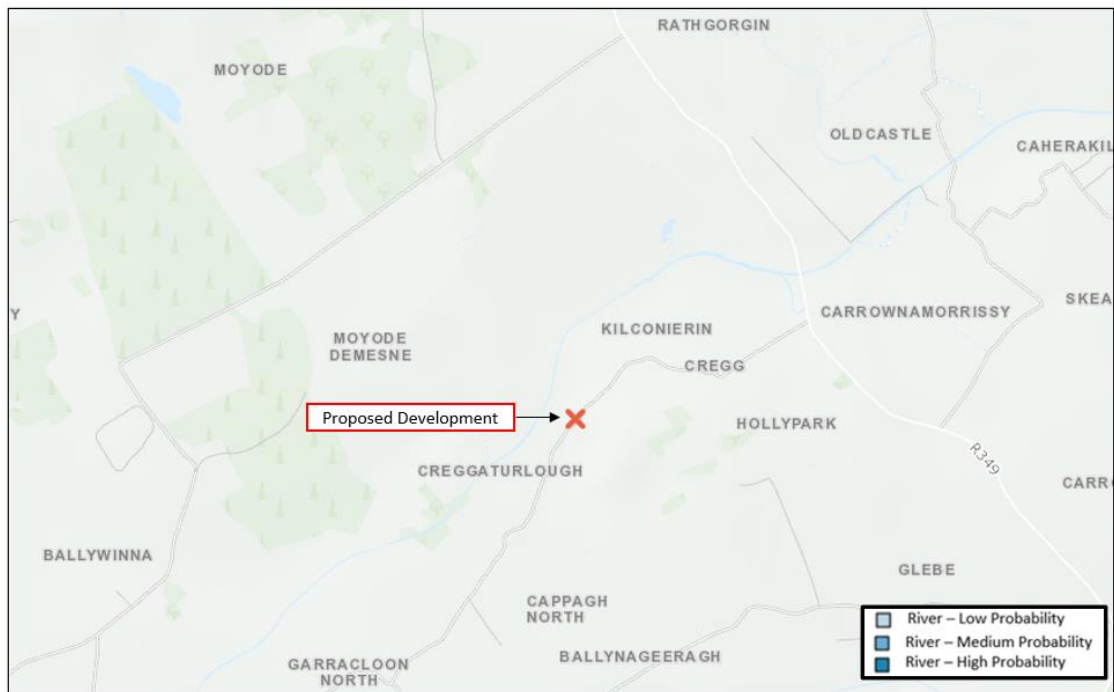 RATHGORGIN
MOYODE
OLDCASTLE
CAHERAKIL
SKEA
Y
CARROWNAMORRISSY
KILCONIERIN
MOYODE
DEMESNE
CREGG
Proposed Development
HOLLYPARK
CREGGATURLOUGH
R349
CARRO
BALLYWINNA
GLEBE
CAPPAGH
NORTH
River – Low Probability
River – Medium Probability
River – High Probability
BALLYNAGEERAGH
GARRACLOON
NORTH